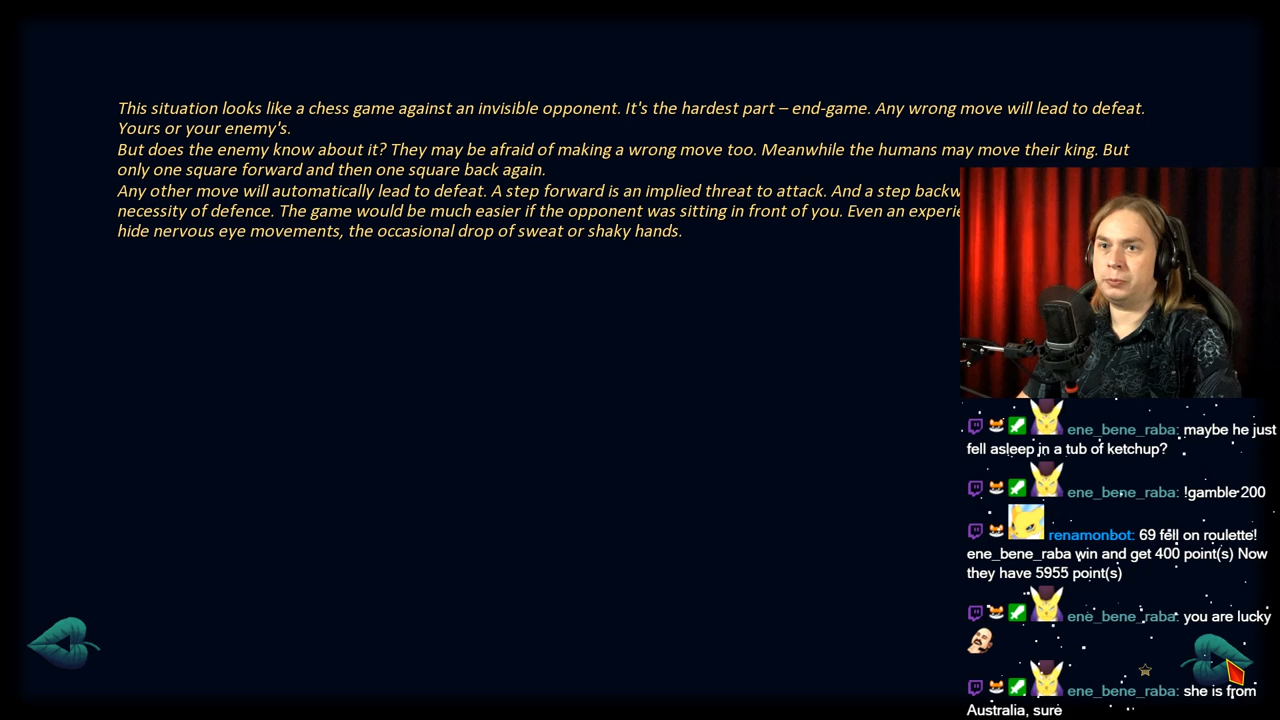 This situation looks like a chess game against an invisible opponent. It's the hardest part – end-game. Any wrong move will lead to defeat.
Yours or your enemy's.
But does the enemy know about it? They may be afraid of making a wrong move too. Meanwhile the humans may move their king. But
only one square forward and then one square back again.
Any other move will automatically lead to defeat. A step forward is an implied threat to attack. And a step
necessity of defence. The game would be much easier if the opponent was sitting in front of you. Even an
hide nervous eye movements, the occasional drop of sweat or shaky hands.
ene_bene_raba: maybe he just
fell asleep in a tub of ketchup?
ene_bene_raba: !gamble 200
renamonbot: 69 fell on roulette!
ene_bene_raba win and get 400 point(s) Now
they have 5955 point(s)
ene_bene_raba: you are lucky
ene_bene_raba: she is from
Australia, sure